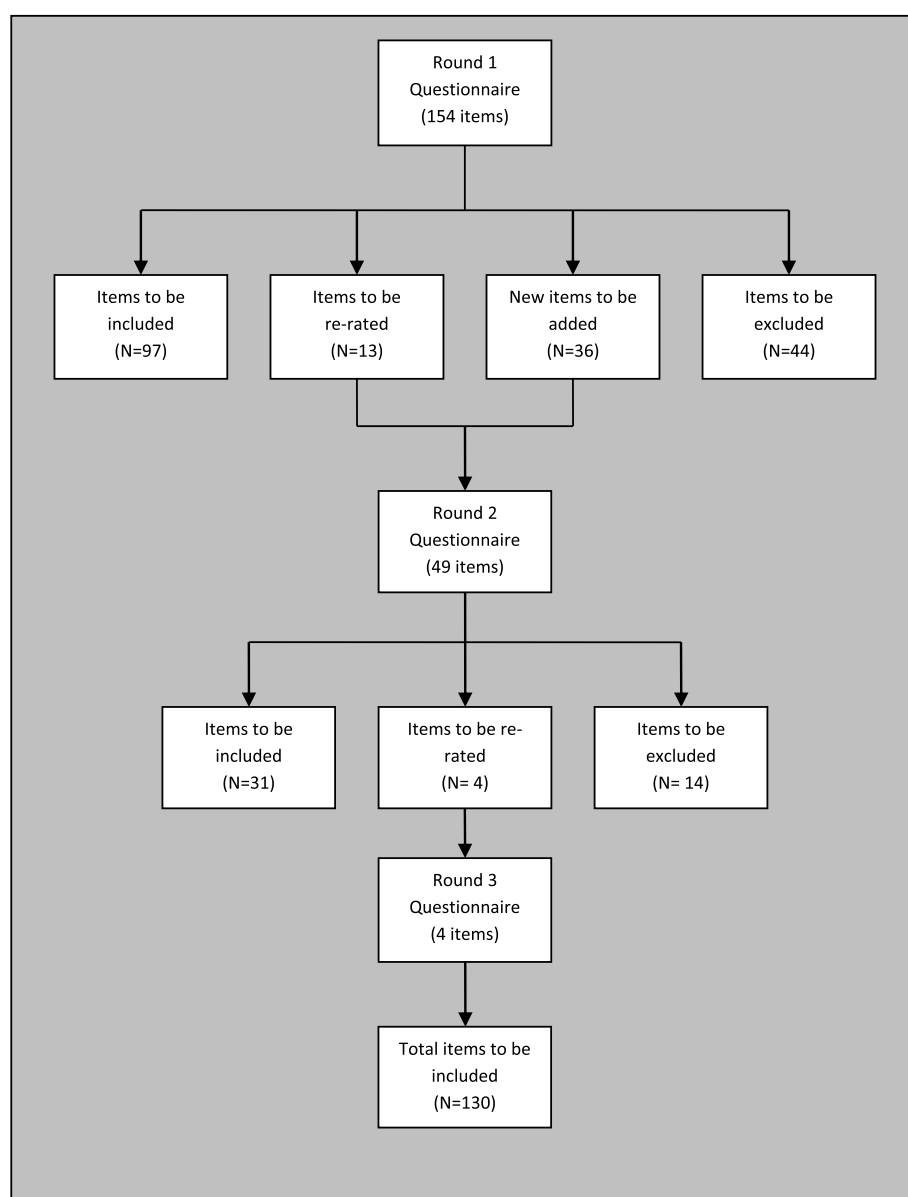 Round 1
Questionnaire
(154 items)
Items to be
included
(N=97)
Items to be
re-rated
(N=13)
New items to be
added
(N=36)
Items to be
excluded
(N=44)
Round 2
Questionnaire
(49 items)
Items to be
included
(N=31)
Items to be re-
rated
(N= 4)
Items to be
excluded
(N= 14)
Round 3
Questionnaire
(4 items)
Total items to be
included
(N=130)